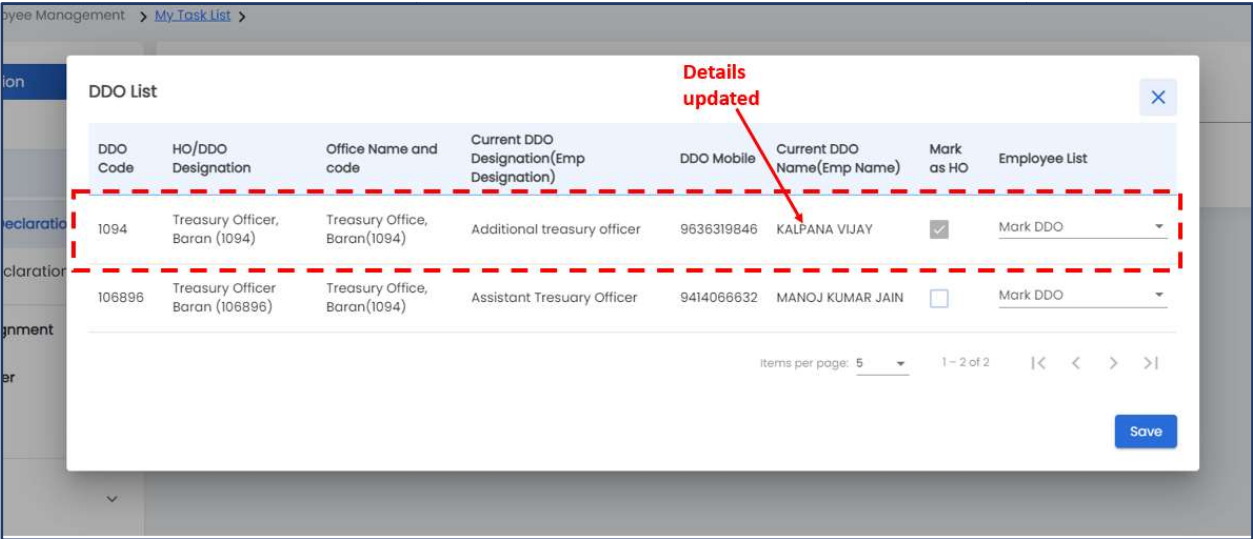 oyee Management > My Task List >
Details
updated
ion
DDO List
DDO
Code
HO/DDO
Designation
Office Name and
code
Current DDO
Designation(Emp
Designation)
DDO Mobile
Current DDO
Name(Emp Name)
Mark
as HO
Employee List
eclaratio
1094
Treasury Officer,
Baran (1094)
Treasury Office,
Baran(1094)
Additional treasury officer
9636319846
KALPANA VIJAY
Mark DDO
claration
106896
Treasury Officer
Baran (106896)
Treasury Office,
Baran(1094)
Assistant Tresuary Officer
9414066632
MANOJ KUMAR JAIN
Mark DDO
gnment
er
Items per page: 5
1 – 2 of 2
Save